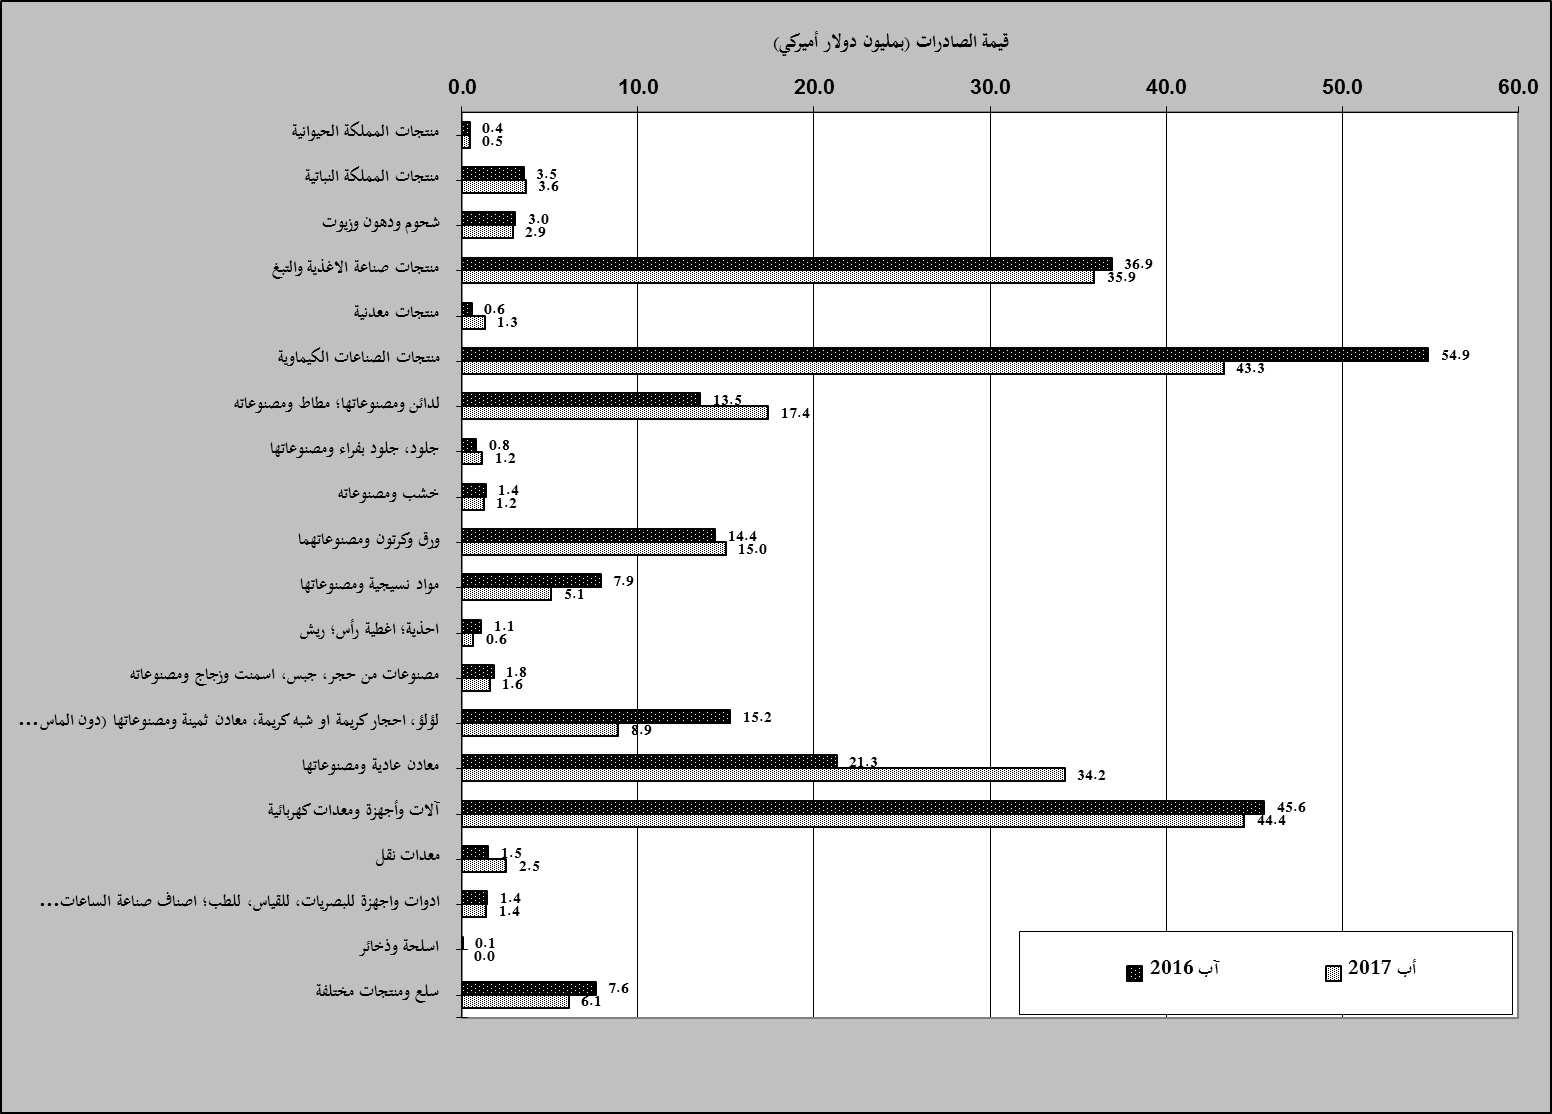 قيمة الصادرات (بمليون دولار أميركي)
0.0 10.0 20.0 30.0 40.0 50.0 60.0
منتجات المملكة الحيوانية
0.4
0.5
منتجات المملكة النباتية
3.5
3.6
شحوم ودهون وزيوت
3.0
2.9
منتجات صناعة الاغذية والتبغ
36.9
35.9
منتجات معدنية
0.6
1.3
منتجات الصناعات الكيماوية
54.9
43.3
لدائن ومصنوعاتها؛ مطاط ومصنوعاته
13.5
17.4
جلود، جلود بفراء ومصنوعاتها
0.8
1.2
خشب ومصنوعاته
1.4
1.2
ورق وكرتون ومصنوعاتهما
14.4
15.0
مواد نسيجية ومصنوعاتها
7.9
5.1
احذية؛ اغطية رأس؛ ريش
1.1
0.6
مصنوعات من حجر، جبس، اسمنت وزجاج ومصنوعاته
1.8
1.6
لؤلؤ، احجار كريمة او شبه كريمة، معادن ثمينة ومصنوعاتها (دون الماس...
15.2
8.9
معادن عادية ومصنوعاتها
21.3
34.2
آلات وأجهزة ومعدات كهربائية
45.6
44.4
معدات نقل
1.5
2.5
ادوات واجهزة للبصريات، للقياس، للطب؛ اصناف صناعة الساعات...
1.4
1.4
اسلحة وذخائر
0.1
0.0
سلع ومنتجات مختلفة
7.6
6.1
آب 2016
أب 2017